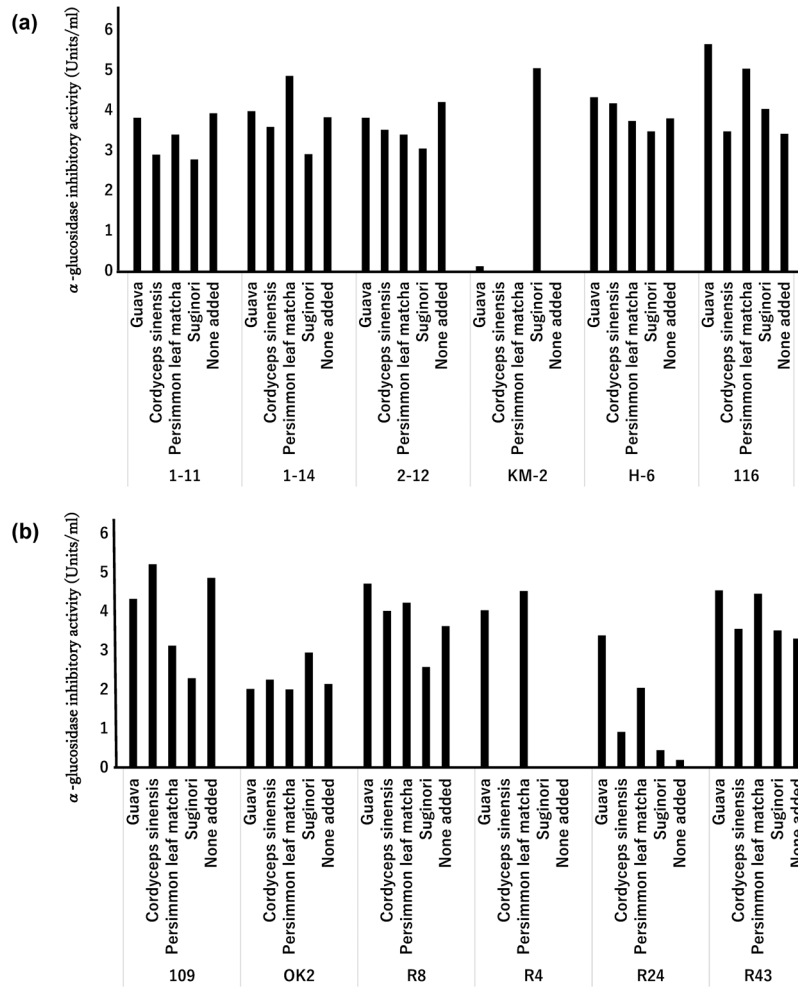 (a)
α-glucosidase inhibitory activity (Units/ml)
6
5
4
3
2
1
0
Guava
Cordyceps sinensis
Persimmon leaf matcha
Suginori
None added
Guava
Cordyceps sinensis
Persimmon leaf matcha
Suginori
None added
Guava
Cordyceps sinensis
Persimmon leaf matcha
Suginori
None added
Guava
Cordyceps sinensis
Persimmon leaf matcha
Suginori
None added
Guava
Cordyceps sinensis
Persimmon leaf matcha
Suginori
None added
Guava
Cordyceps sinensis
Persimmon leaf matcha
Suginori
None added
1-11 1-14 2-12 KM-2 H-6 116
(b)
α-glucosidase inhibitory activity (Units/ml)
6
5
4
3
2
1
0
Guava
Cordyceps sinensis
Persimmon leaf matcha
Suginori
None added
Guava
Cordyceps sinensis
Persimmon leaf matcha
Suginori
None added
Guava
Cordyceps sinensis
Persimmon leaf matcha
Suginori
None added
Guava
Cordyceps sinensis
Persimmon leaf matcha
Suginori
None added
Guava
Cordyceps sinensis
Persimmon leaf matcha
Suginori
None added
Guava
Cordyceps sinensis
Persimmon leaf matcha
Suginori
None added
109 OK2 R8 R4 R24 R43